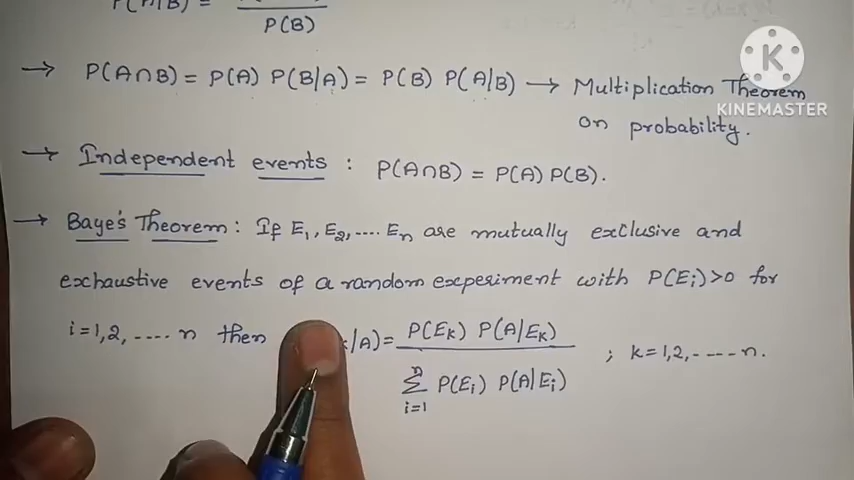 P(B)
→ P(A∩B) = P(A) P(B/A) = P(B) P(A/B) → Multiplication Theorem
on probability.
→ Independent events : P(A∩B) = P(A) P(B).
→ Baye's Theorem : If E₁, E₂, .... Eₙ are mutually exclusive and
exchaustive events of a random experiment with P(Eᵢ)>0 for
i=1,2, .... n then /A) = P(Eₖ) P(A/Eₖ) ; k=1,2, .... n.
n
∑ P(Eᵢ) P(A/Eᵢ)
i=1
K
KINEMASTER